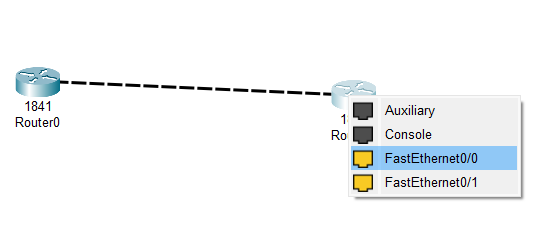 1841
Router0
Auxiliary
Console
FastEthernet0/0
FastEthernet0/1